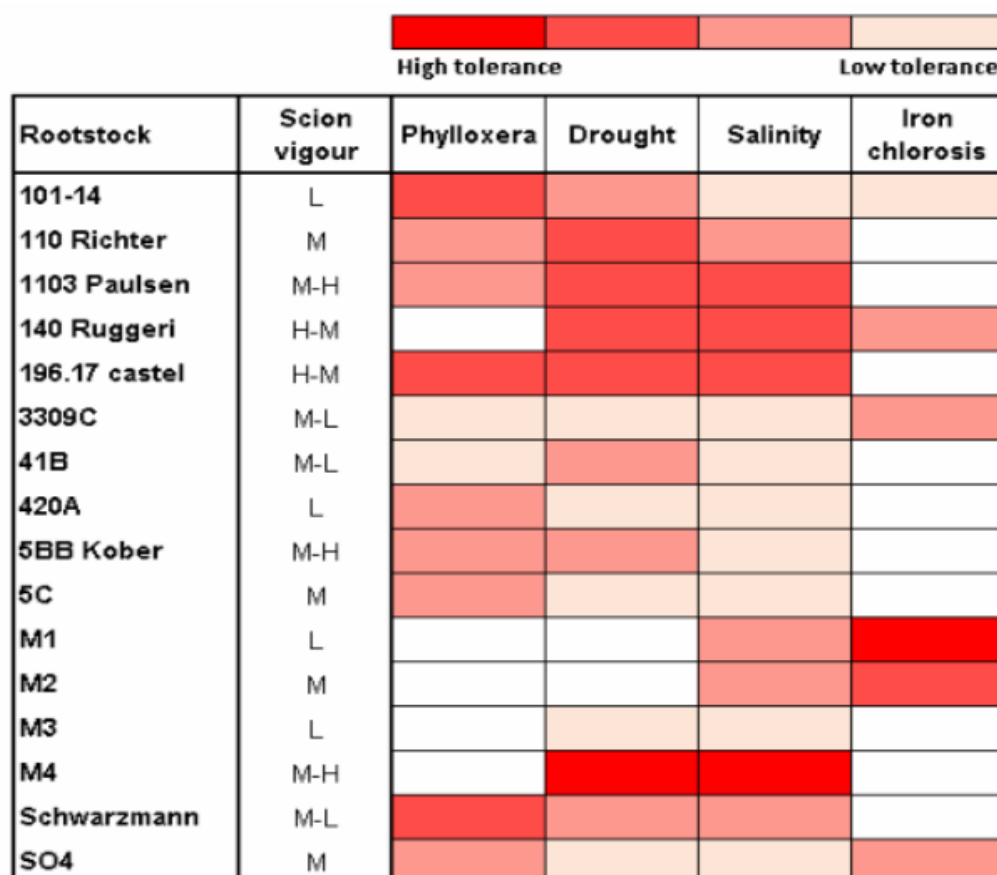 High tolerance Low tolerance
Rootstock Scion vigour Phylloxera Drought Salinity Iron chlorosis
101-14 L
110 Richter M
1103 Paulsen M-H
140 Ruggeri H-M
196.17 castel H-M
3309C M-L
41B M-L
420A L
5BB Kober M-H
5C M
M1 L
M2 M
M3 L
M4 M-H
Schwarzmann M-L
SO4 M